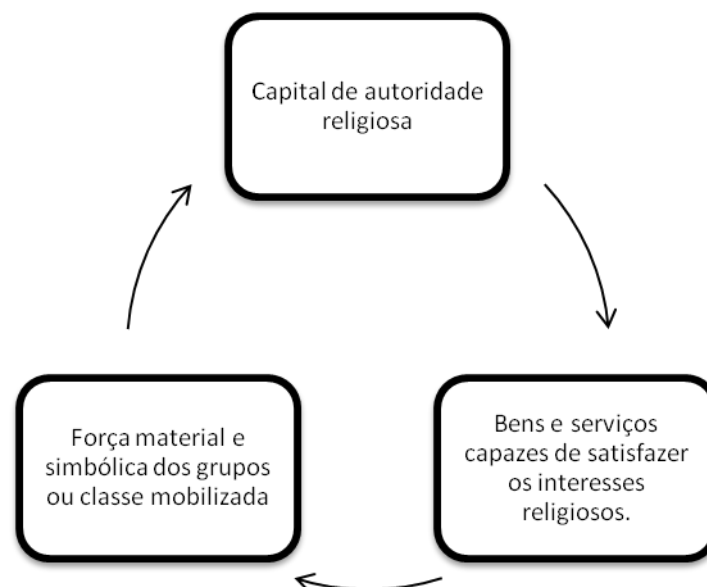 Capital de autoridade
religiosa
Força material e
simbólica dos grupos
ou classe mobilizada
Bens e serviços
capazes de satisfazer
os interesses
religiosos.